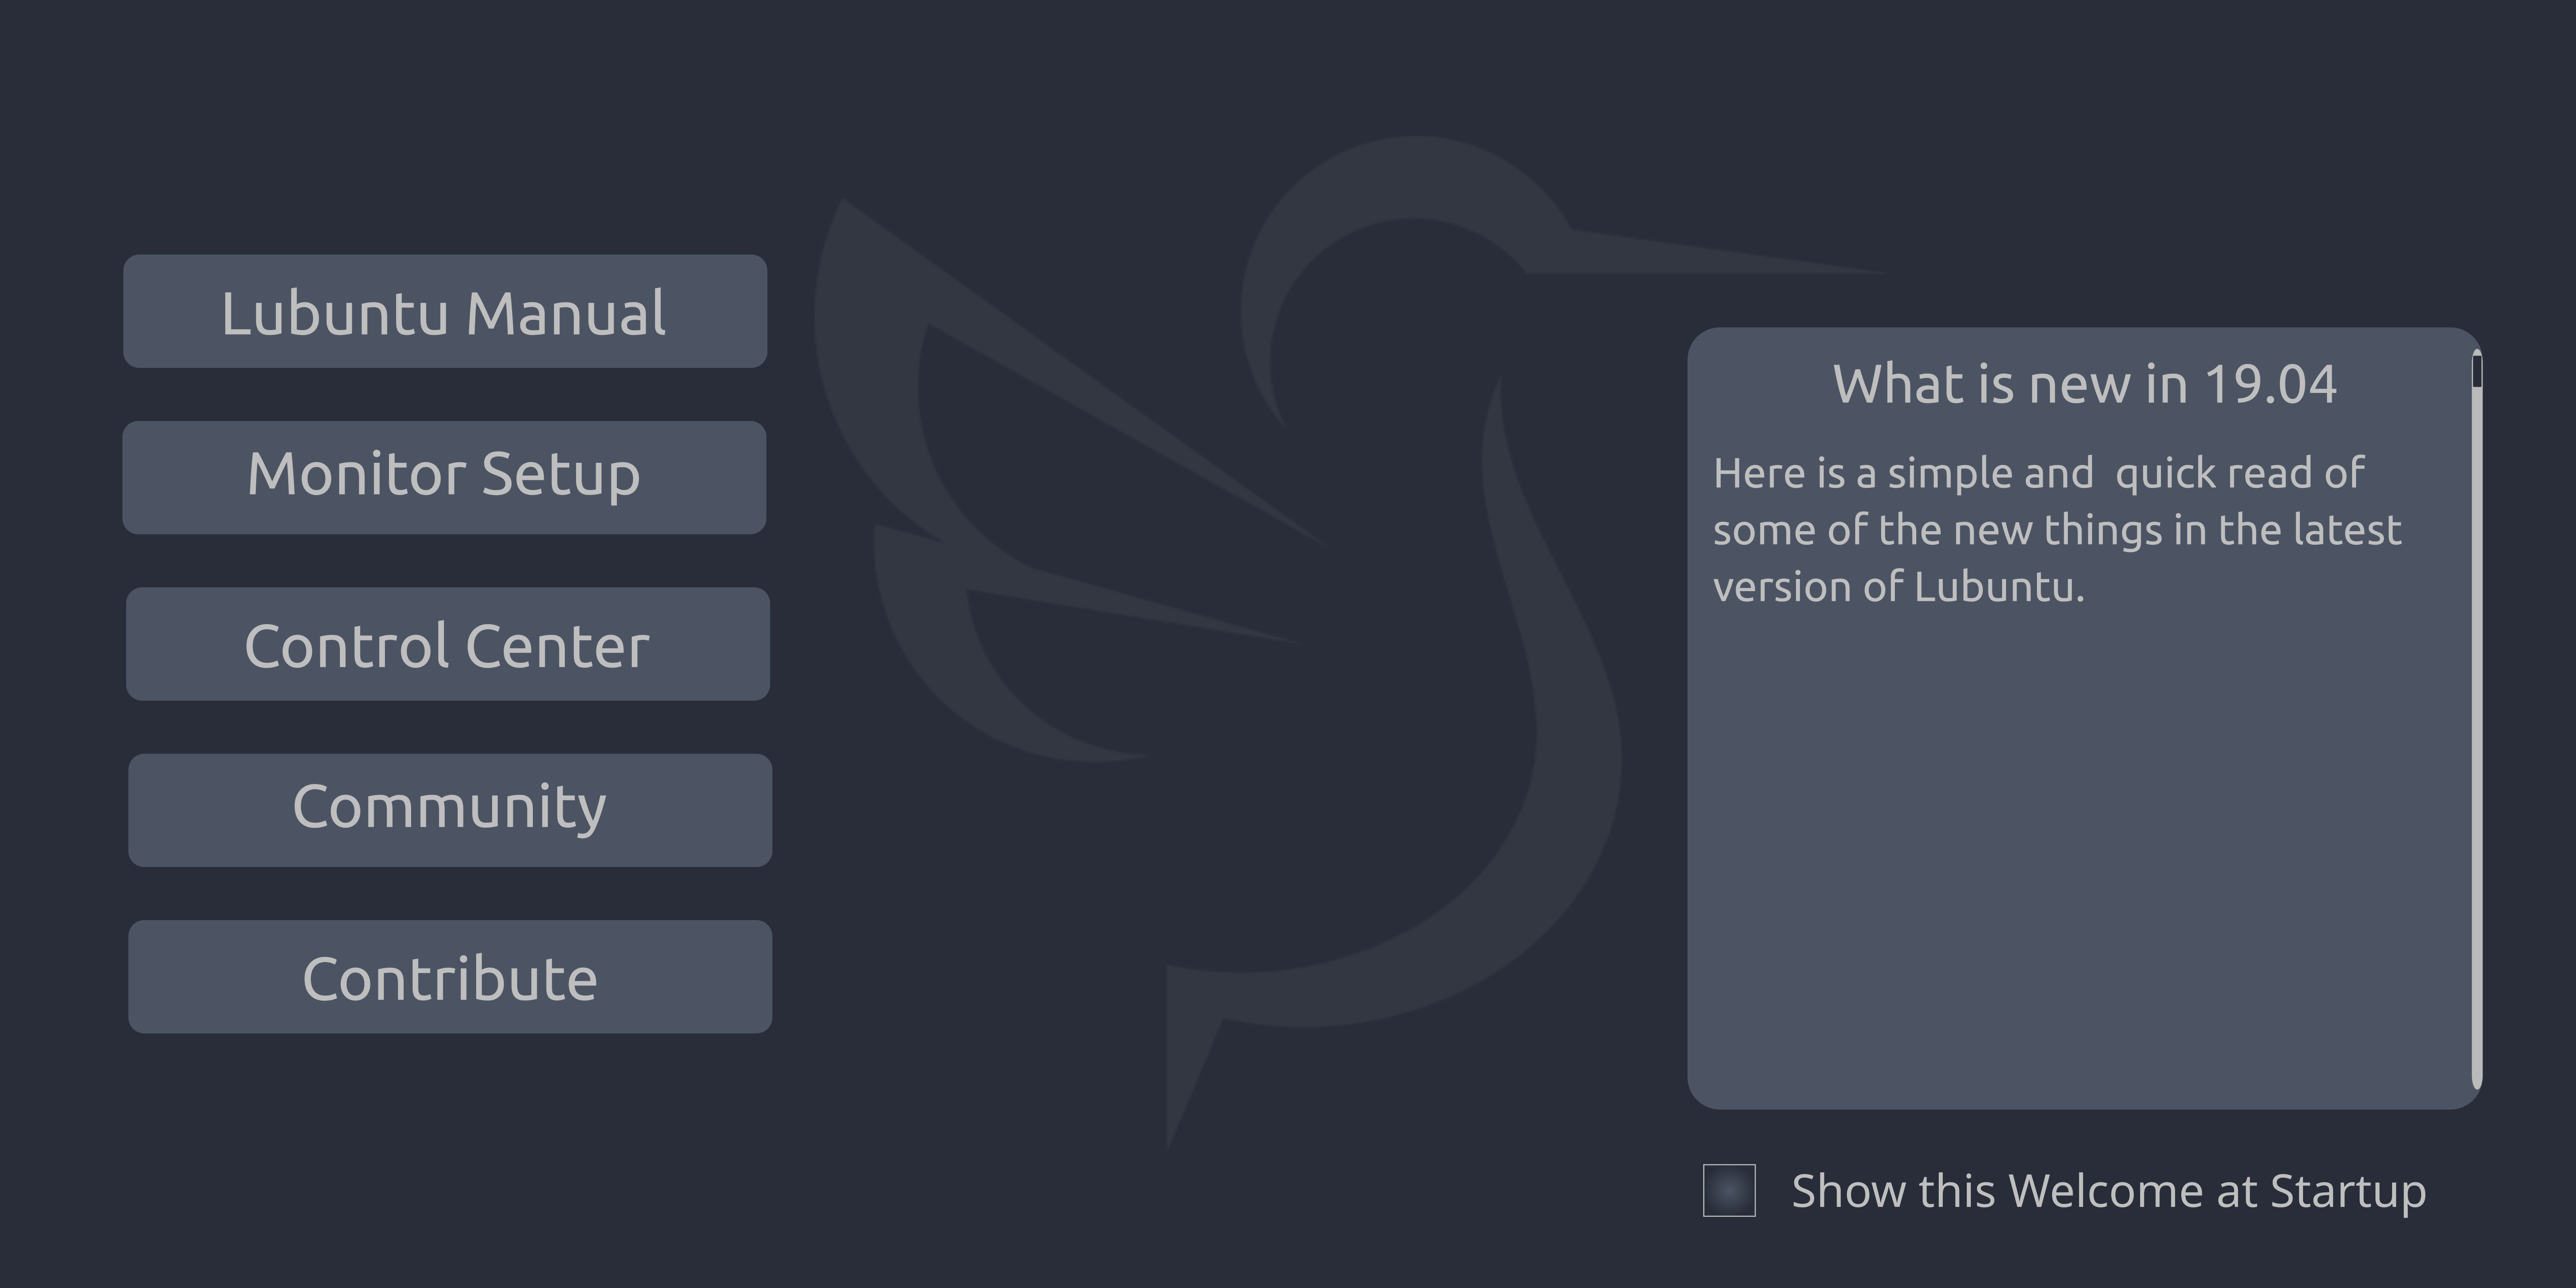 Lubuntu Manual
Monitor Setup
Control Center
Community
Contribute
What is new in 19.04
Here is a simple and  quick read of
some of the new things in the latest
version of Lubuntu.
Show this Welcome at Startup